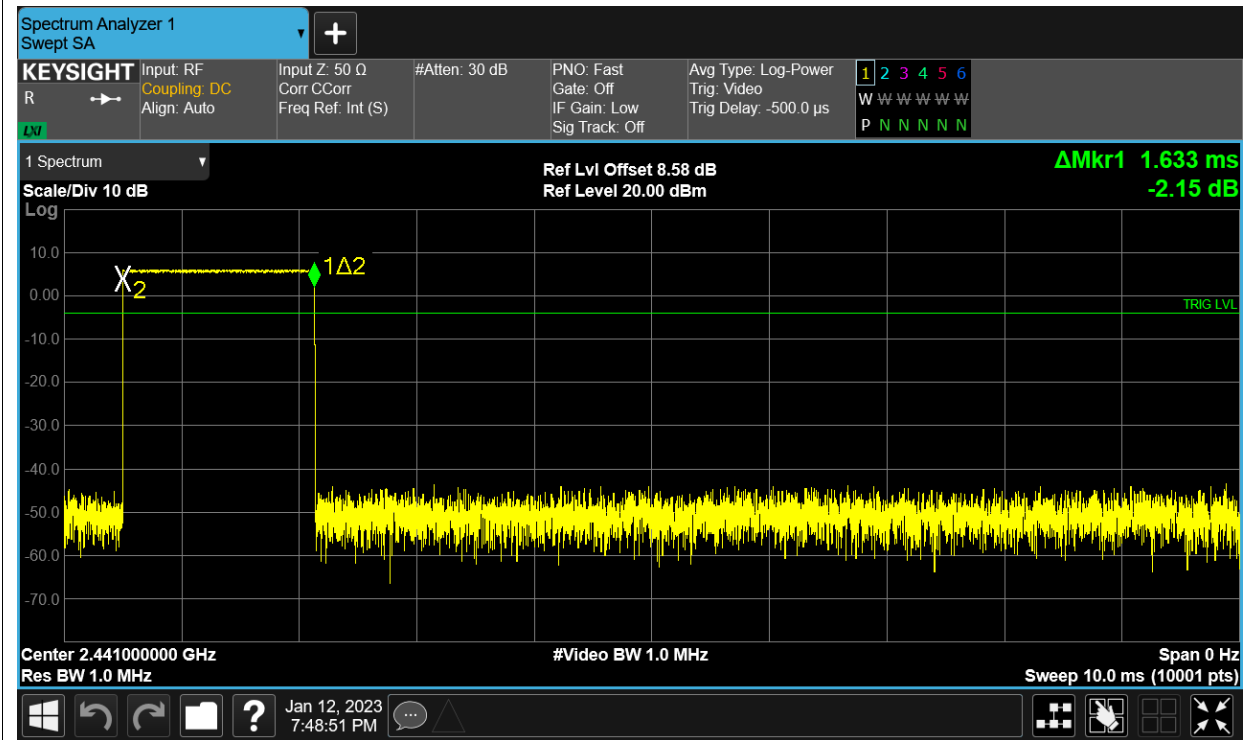 Spectrum Analyzer 1
Swept SA
▼
+
KEYSIGHT
R
LXI
Input: RF
Coupling: DC
Align: Auto
Input Z: 50 Ω
Corr CCorr
Freq Ref: Int (S)
#Atten: 30 dB
PNO: Fast
Gate: Off
IF Gain: Low
Sig Track: Off
Avg Type: Log-Power
Trig: Video
Trig Delay: -500.0 µs
1 2 3 4 5 6
W W W W W W
P N N N N N
1 Spectrum ▼
Scale/Div 10 dB
Log
Ref Lvl Offset 8.58 dB
Ref Level 20.00 dBm
ΔMkr1 1.633 ms
-2.15 dB
10.0
0.00
-10.0
-20.0
-30.0
-40.0
-50.0
-60.0
-70.0
X2
1Δ2
TRIG LVL
Center 2.441000000 GHz
Res BW 1.0 MHz
#Video BW 1.0 MHz
Span 0 Hz
Sweep 10.0 ms (10001 pts)
?
Jan 12, 2023
7:48:51 PM